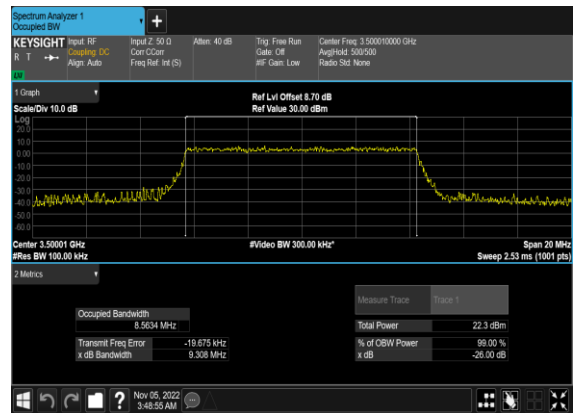 Spectrum Analyzer 1
Occupied BW
+
KEYSIGHT
R T
LXI
Input: RF
Coupling: DC
Align: Auto
Input Z: 50 Ω
Corr CCorr
Freq Ref: Int (S)
Atten: 40 dB
Trig: Free Run
Gate: Off
#IF Gain: Low
Center Freq: 3.500010000 GHz
Avg|Hold: 500/500
Radio Std: None
1 Graph
Scale/Div 10.0 dB
Ref Lvl Offset 8.70 dB
Ref Value 30.00 dBm
Log
20.0
10.0
0.00
-10.0
-20.0
-30.0
-40.0
-50.0
-60.0
Center 3.50001 GHz
#Res BW 100.00 kHz
#Video BW 300.00 kHz*
Span 20 MHz
Sweep 2.53 ms (1001 pts)
2 Metrics
Measure Trace
Trace 1
Occupied Bandwidth
8.5634 MHz
Total Power
22.3 dBm
Transmit Freq Error
-19.675 kHz
% of OBW Power
99.00 %
x dB Bandwidth
9.308 MHz
x dB
-26.00 dB
?
Nov 05, 2022
3:48:55 AM